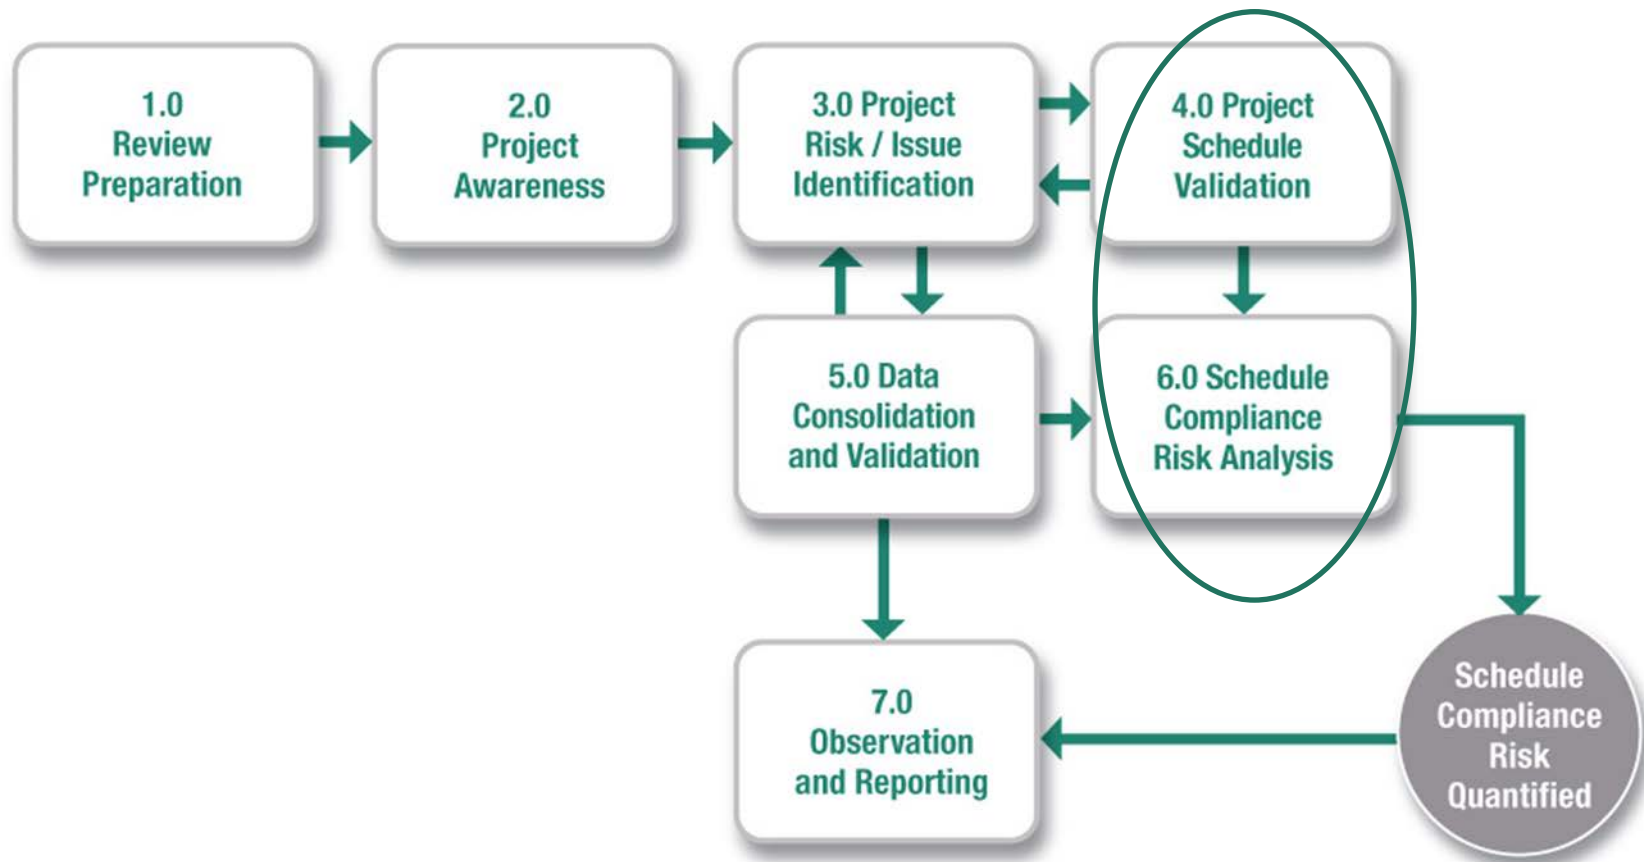 1.0
Review
Preparation
2.0
Project
Awareness
3.0 Project
Risk / Issue
Identification
4.0 Project
Schedule
Validation
5.0 Data
Consolidation
and Validation
6.0 Schedule
Compliance
Risk Analysis
7.0
Observation
and Reporting
Schedule
Compliance
Risk
Quantified